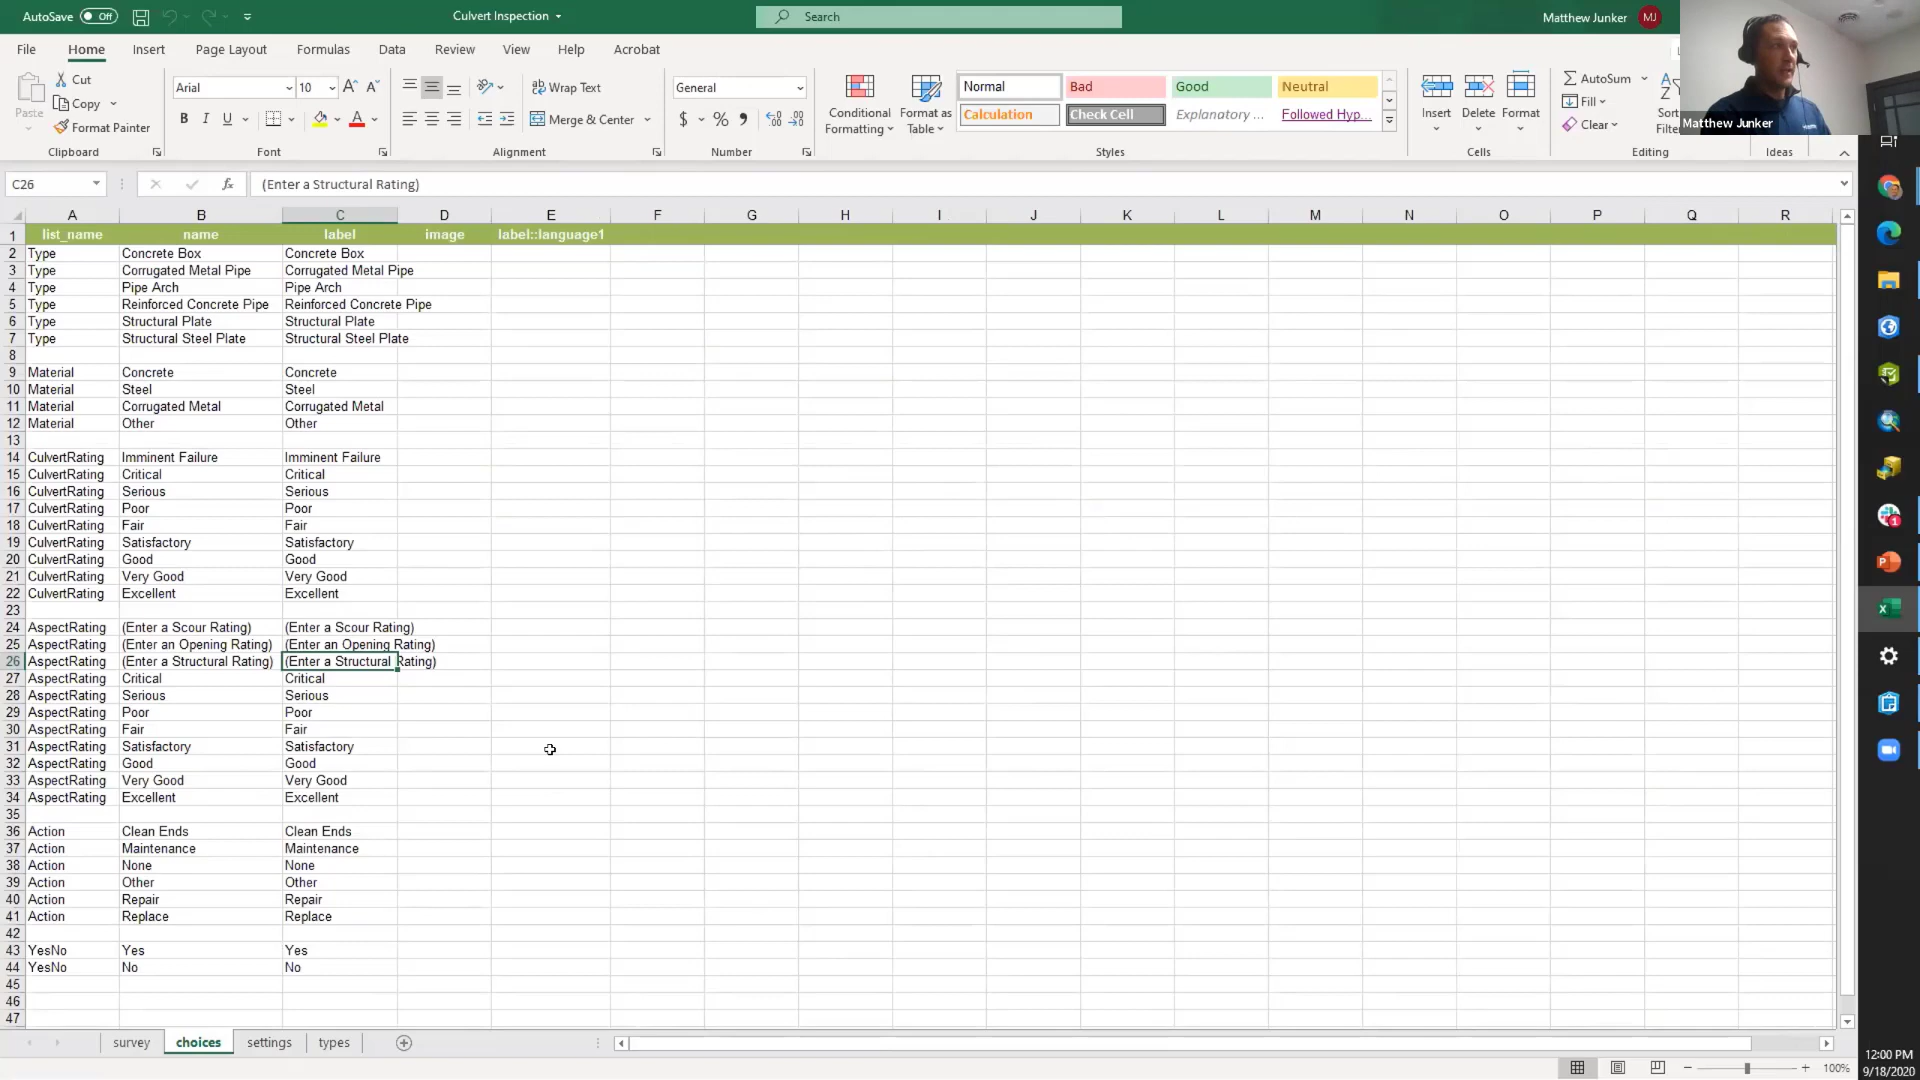 AutoSave Off Culvert Inspection Search Matthew Junker MJ
File Home Insert Page Layout Formulas Data Review View Help Acrobat
Paste Cut Copy Format Painter Clipboard
Arial 10 B I U A A A Font
Wrap Text Merge & Center Alignment
General $ % Number
Conditional Formatting Format as Table
Normal Bad Good Neutral
Calculation Check Cell Explanatory ... Followed Hyp...
Styles
Insert Delete Format Cells
AutoSum Fill Clear Sort Filter Editing Ideas
Matthew Junker
C26 fx (Enter a Structural Rating)
A B C D E F G H I J K L M N O P Q R
1 list_name name label image label::language1
2 Type Concrete Box Concrete Box
3 Type Corrugated Metal Pipe Corrugated Metal Pipe
4 Type Pipe Arch Pipe Arch
5 Type Reinforced Concrete Pipe Reinforced Concrete Pipe
6 Type Structural Plate Structural Plate
7 Type Structural Steel Plate Structural Steel Plate
8
9 Material Concrete Concrete
10 Material Steel Steel
11 Material Corrugated Metal Corrugated Metal
12 Material Other Other
13
14 CulvertRating Imminent Failure Imminent Failure
15 CulvertRating Critical Critical
16 CulvertRating Serious Serious
17 CulvertRating Poor Poor
18 CulvertRating Fair Fair
19 CulvertRating Satisfactory Satisfactory
20 CulvertRating Good Good
21 CulvertRating Very Good Very Good
22 CulvertRating Excellent Excellent
23
24 AspectRating (Enter a Scour Rating) (Enter a Scour Rating)
25 AspectRating (Enter an Opening Rating) (Enter an Opening Rating)
26 AspectRating (Enter a Structural Rating) (Enter a Structural Rating)
27 AspectRating Critical Critical
28 AspectRating Serious Serious
29 AspectRating Poor Poor
30 AspectRating Fair Fair
31 AspectRating Satisfactory Satisfactory
32 AspectRating Good Good
33 AspectRating Very Good Very Good
34 AspectRating Excellent Excellent
35
36 Action Clean Ends Clean Ends
37 Action Maintenance Maintenance
38 Action None None
39 Action Other Other
40 Action Repair Repair
41 Action Replace Replace
42
43 YesNo Yes Yes
44 YesNo No No
45
46
47
survey choices settings types
100%
12:00 PM
9/18/2020